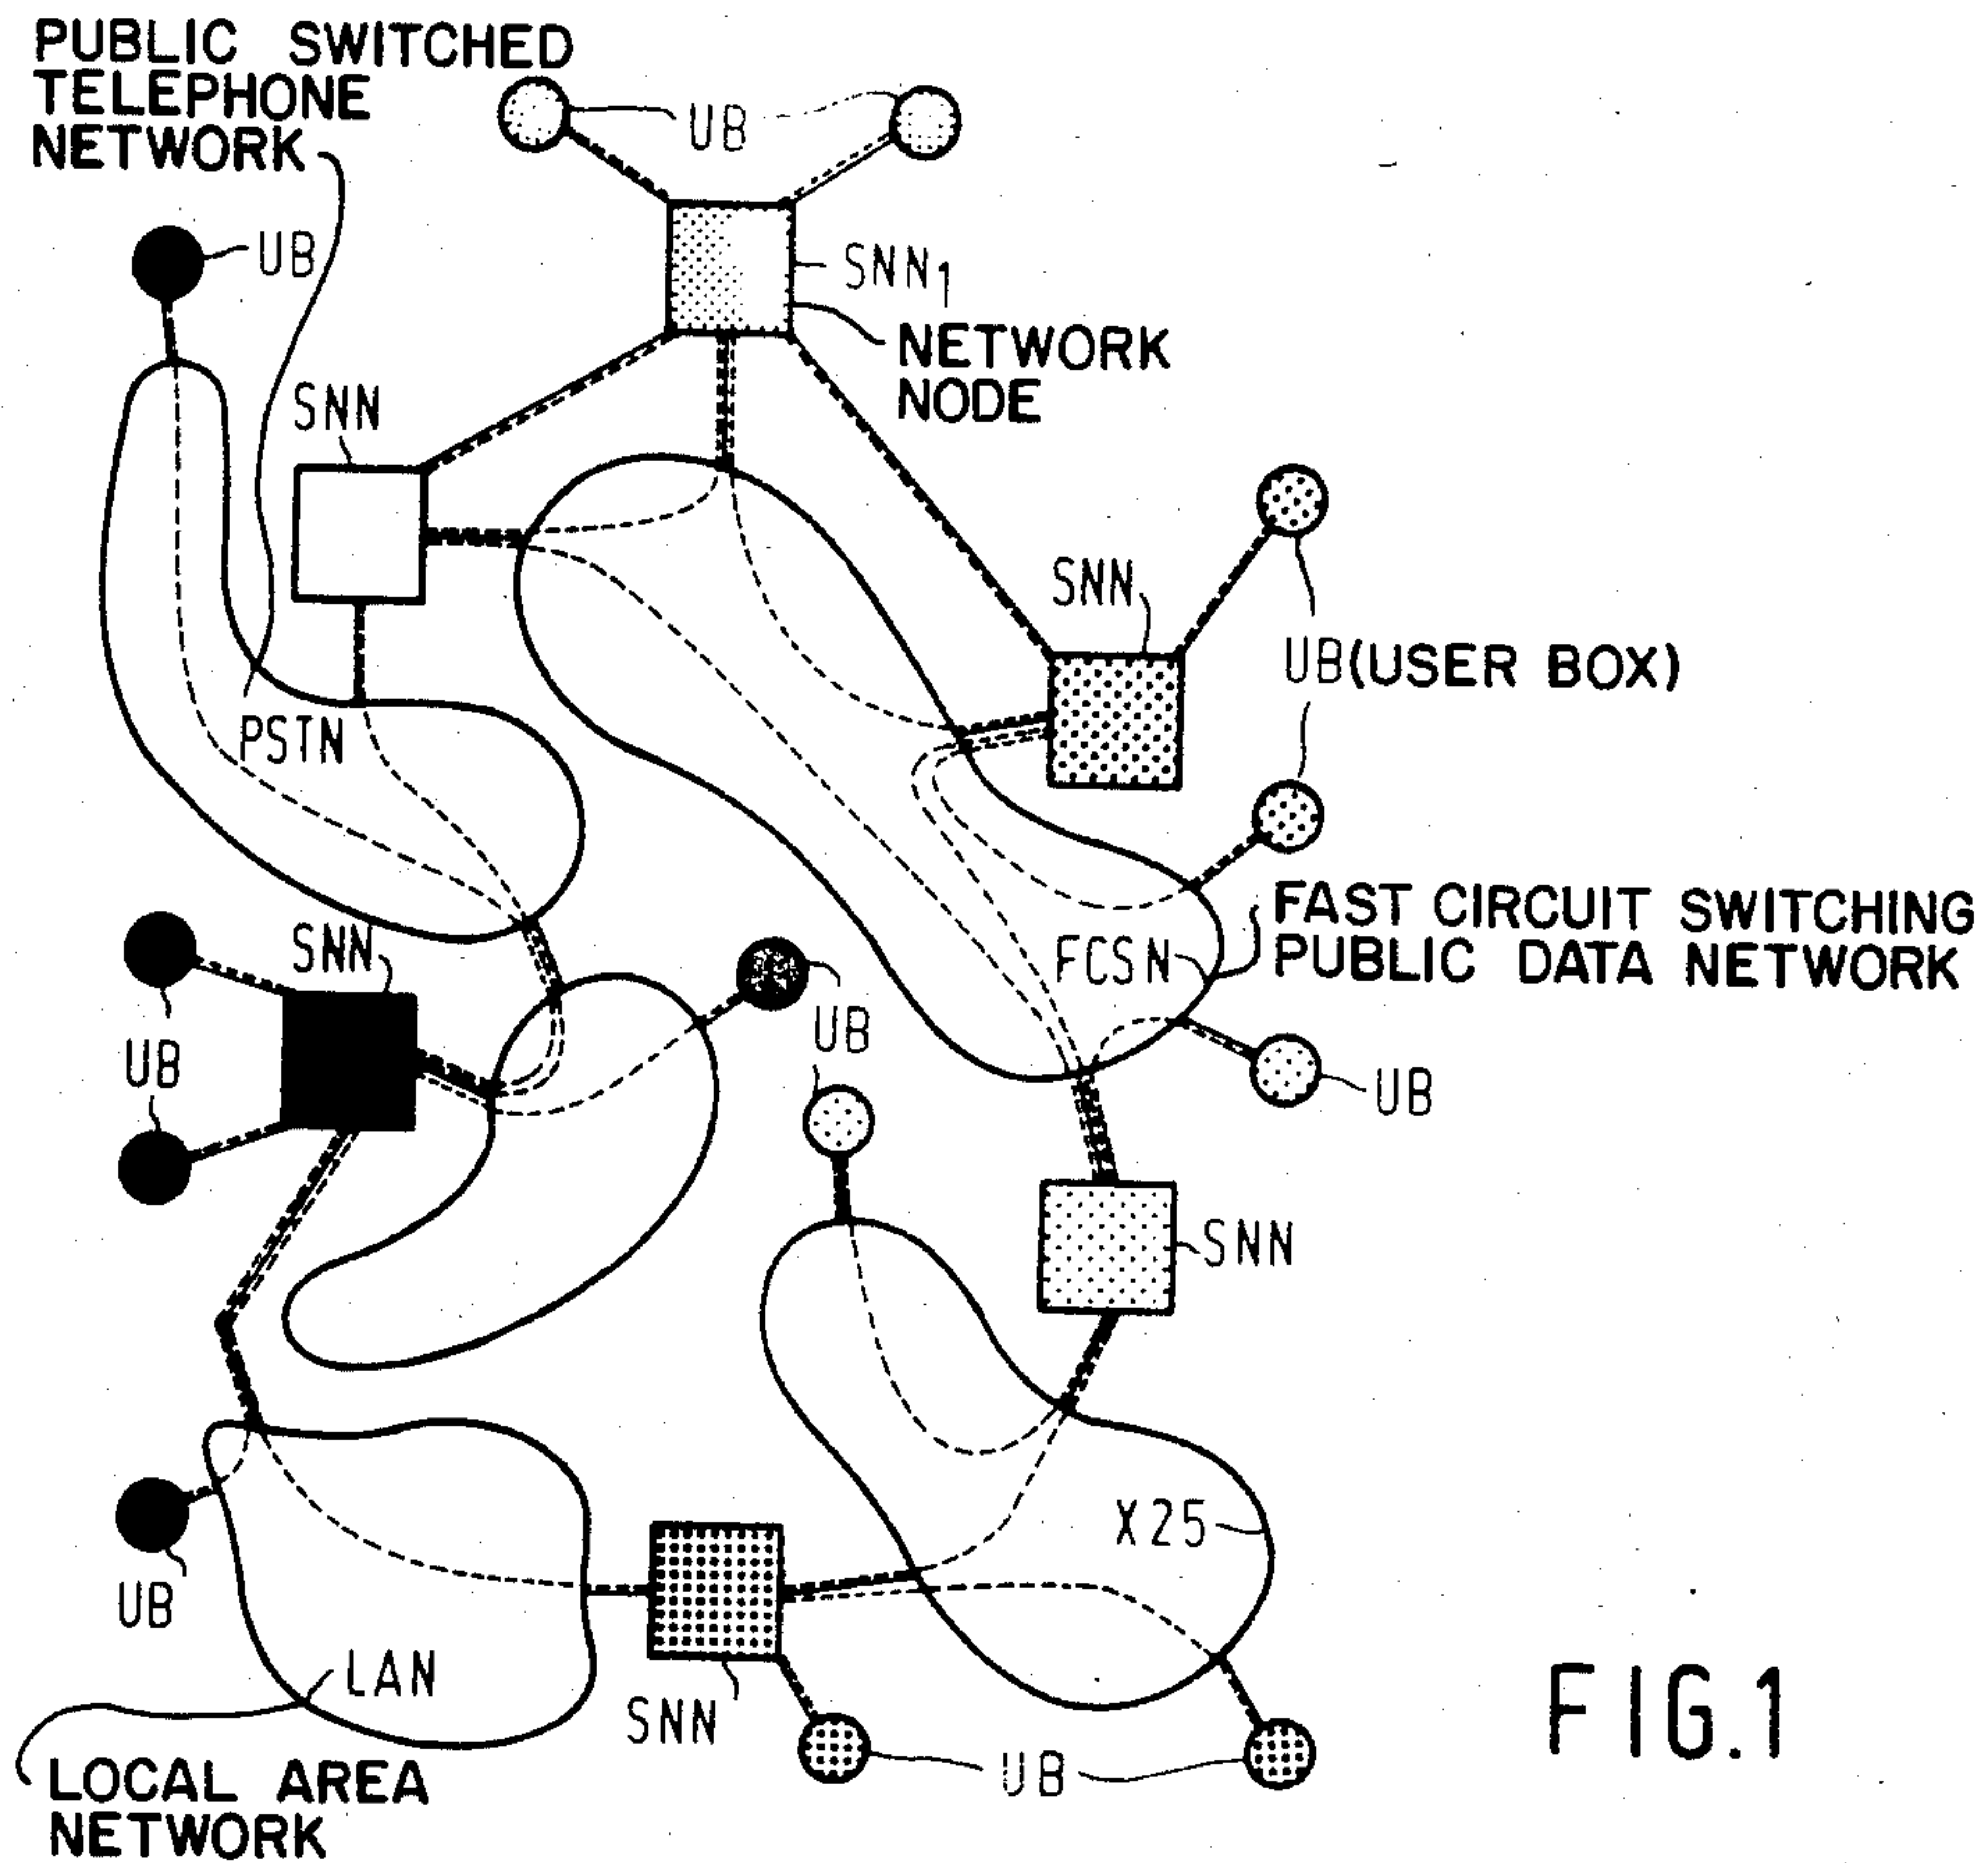 PUBLIC SWITCHED
TELEPHONE
NETWORK
UB
UB
SNN1
NETWORK
NODE
SNN
SNN
UB(USER BOX)
PSTN
FAST CIRCUIT SWITCHING
PUBLIC DATA NETWORK
FCSN
SNN
UB
UB
UB
SNN
X25
UB
LAN
SNN
UB
LOCAL AREA
NETWORK
FIG.1